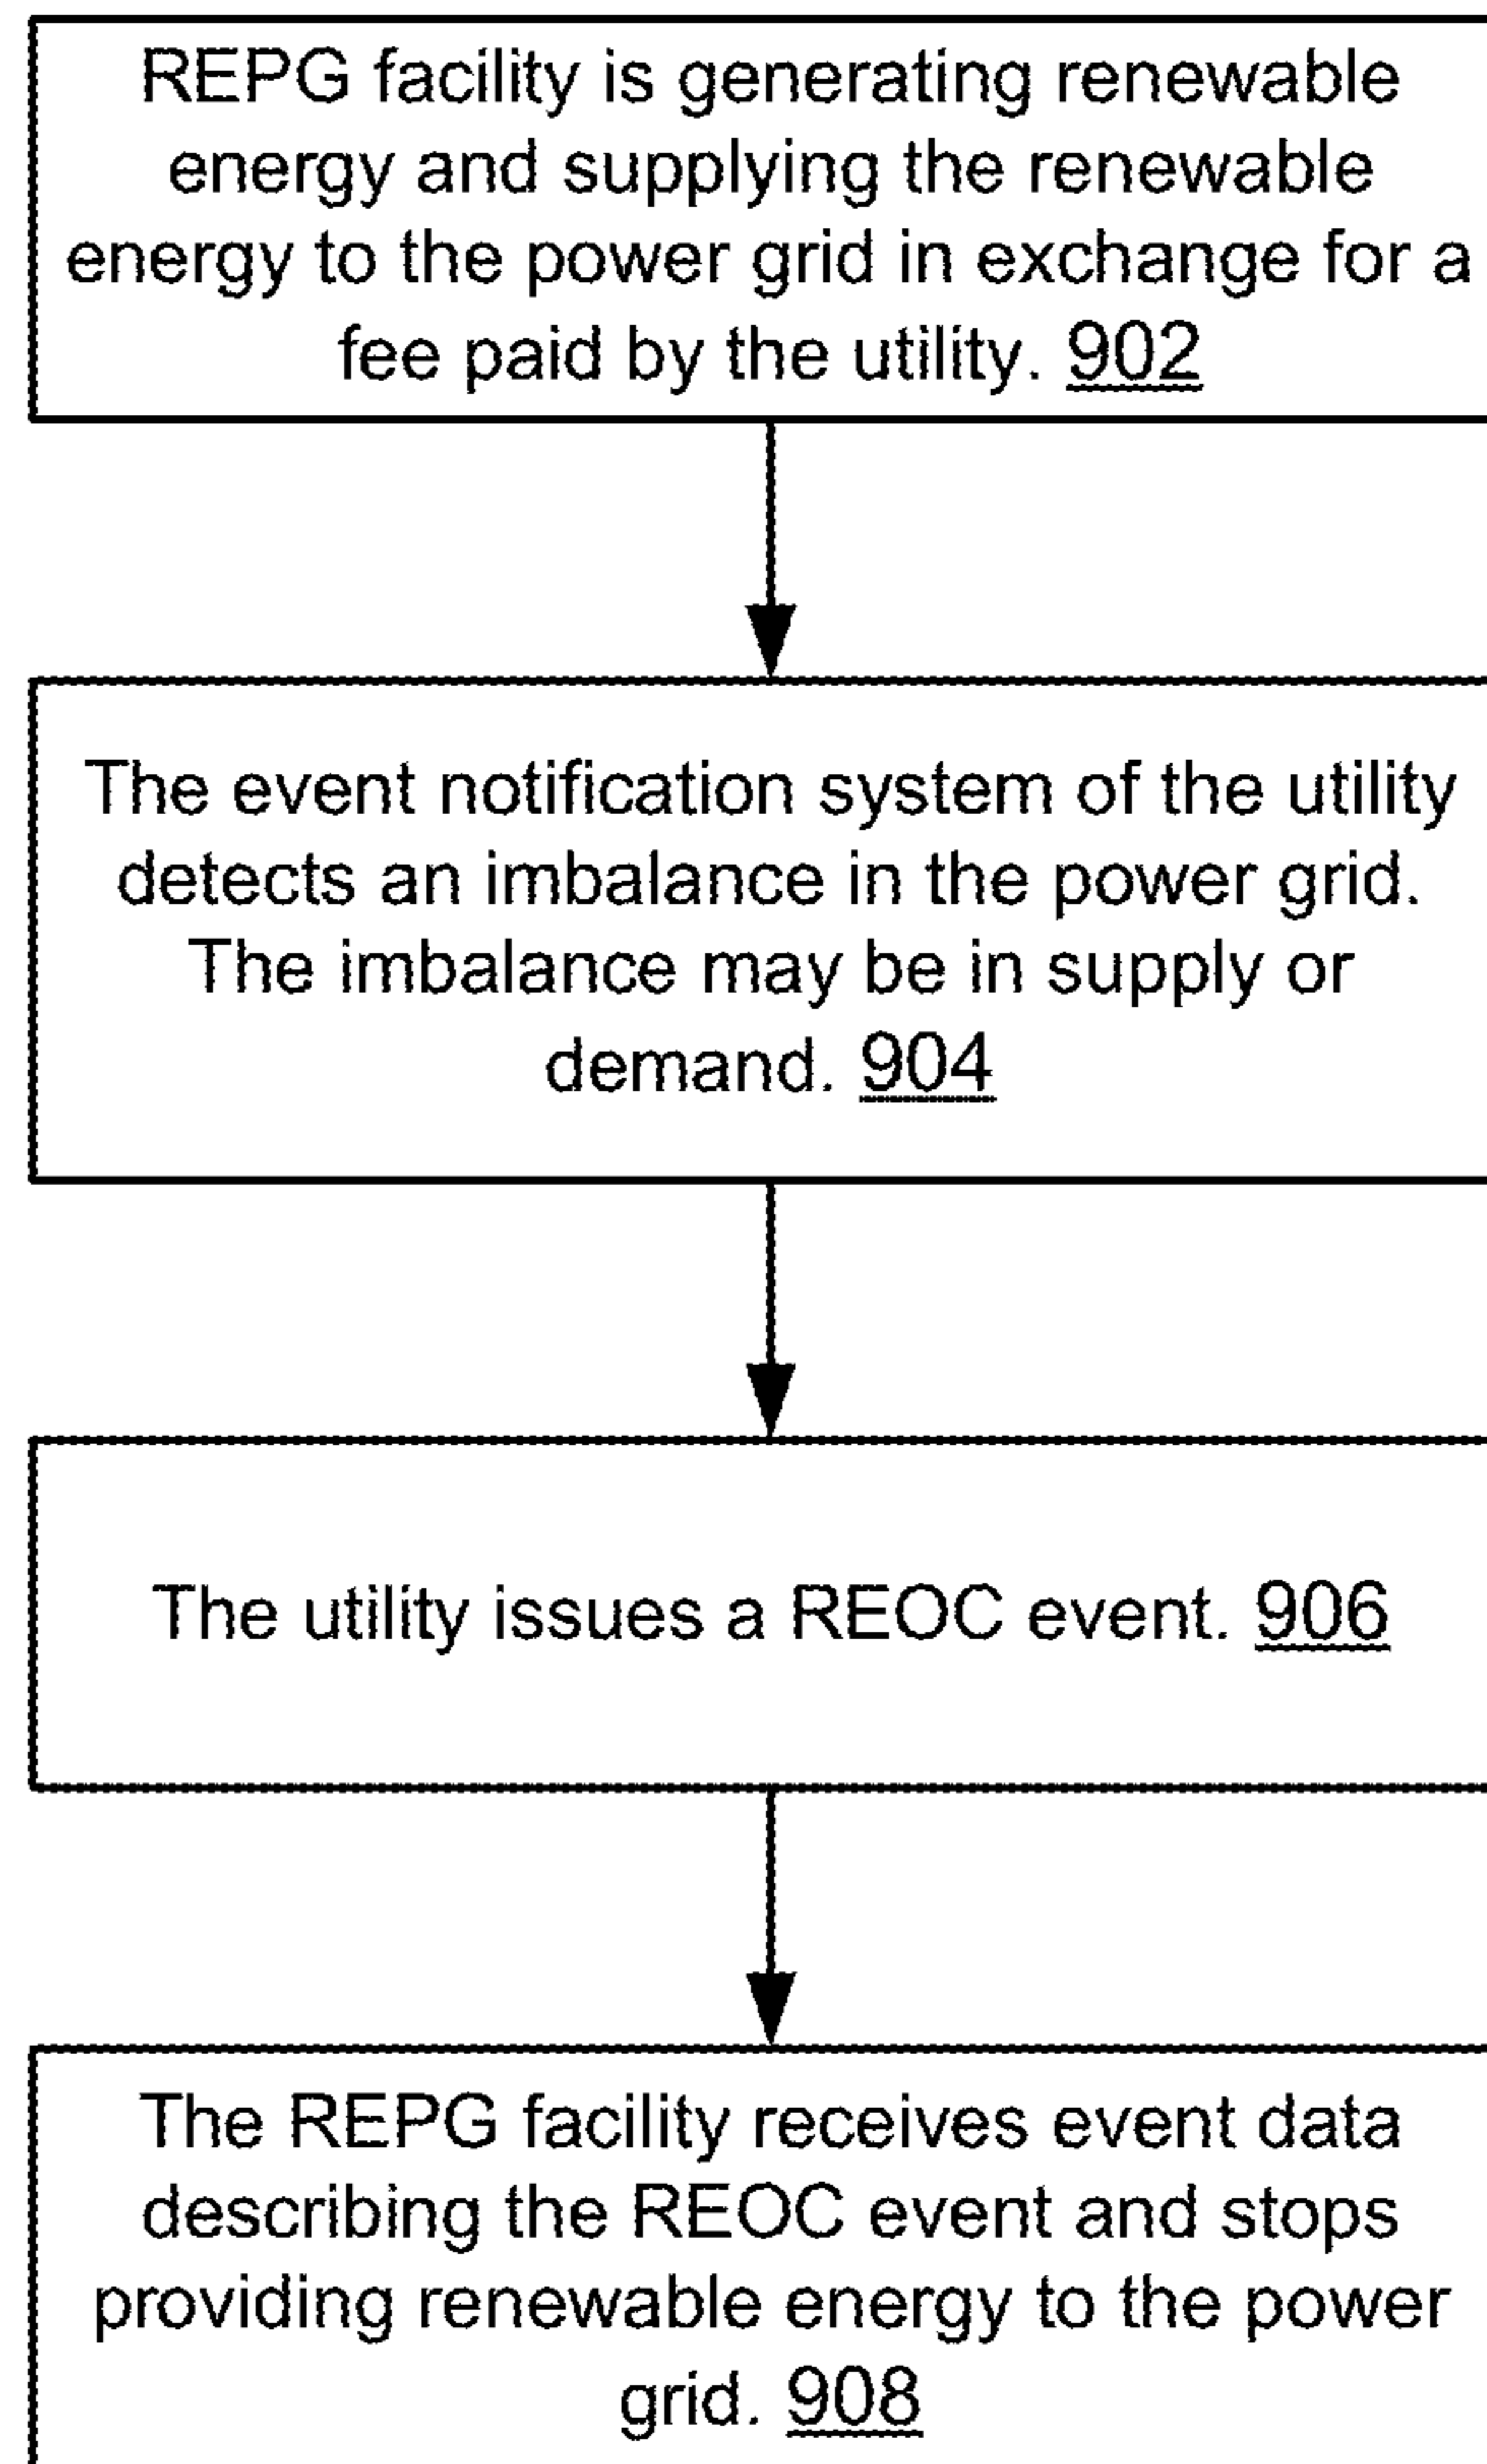 REPG facility is generating renewable
energy and supplying the renewable
energy to the power grid in exchange for a
fee paid by the utility. 902
The event notification system of the utility
detects an imbalance in the power grid.
The imbalance may be in supply or
demand. 904
The utility issues a REOC event. 906
The REPG facility receives event data
describing the REOC event and stops
providing renewable energy to the power
grid. 908